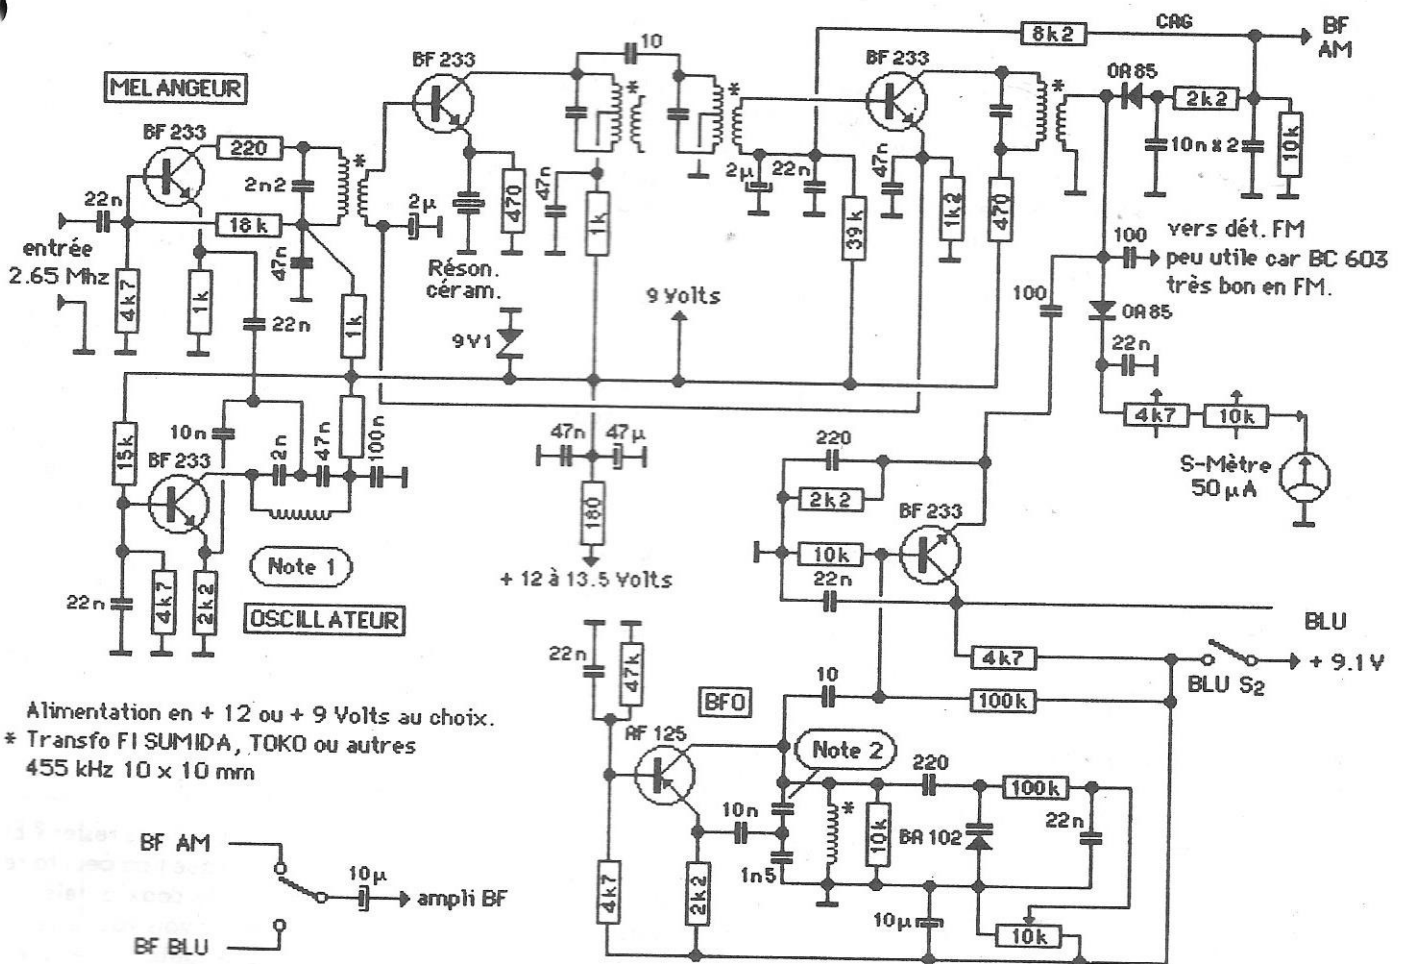 MELANGEUR
BF 233
220
2n2
22n
18k
entrée
2.65 Mhz
4k7
1k
47n
22n
1k
BF 233
2µ
470
Réson.
céram.
10
*
*
*
47n
1k
9V1
9 Volts
8k2
CAG
BF
AM
BF 233
OA85
2k2
10n x 2
10k
*
2µ
22n
47n
39k
1k2
470
100
vers dét. FM
peu utile car BC 603
très bon en FM.
100
OA85
22n
4k7
10k
S-Mètre
50 µA
15k
10n
BF 233
2n
47n
100n
Note 1
22n
4k7
2k2
OSCILLATEUR
47n
47µ
180
+ 12 à 13.5 Volts
220
2k2
BF 233
10k
22n
BLU
4k7
+ 9.1V
BLU S2
10
100k
22n
47k
BFO
AF 125
Note 2
10n
1n5
*
10k
220
100k
BA 102
22n
4k7
2k2
10µ
10k
Alimentation en + 12 ou + 9 Volts au choix.
* Transfo FI SUMIDA, TOKO ou autres
455 kHz 10 x 10 mm
BF AM
10µ
ampli BF
BF BLU